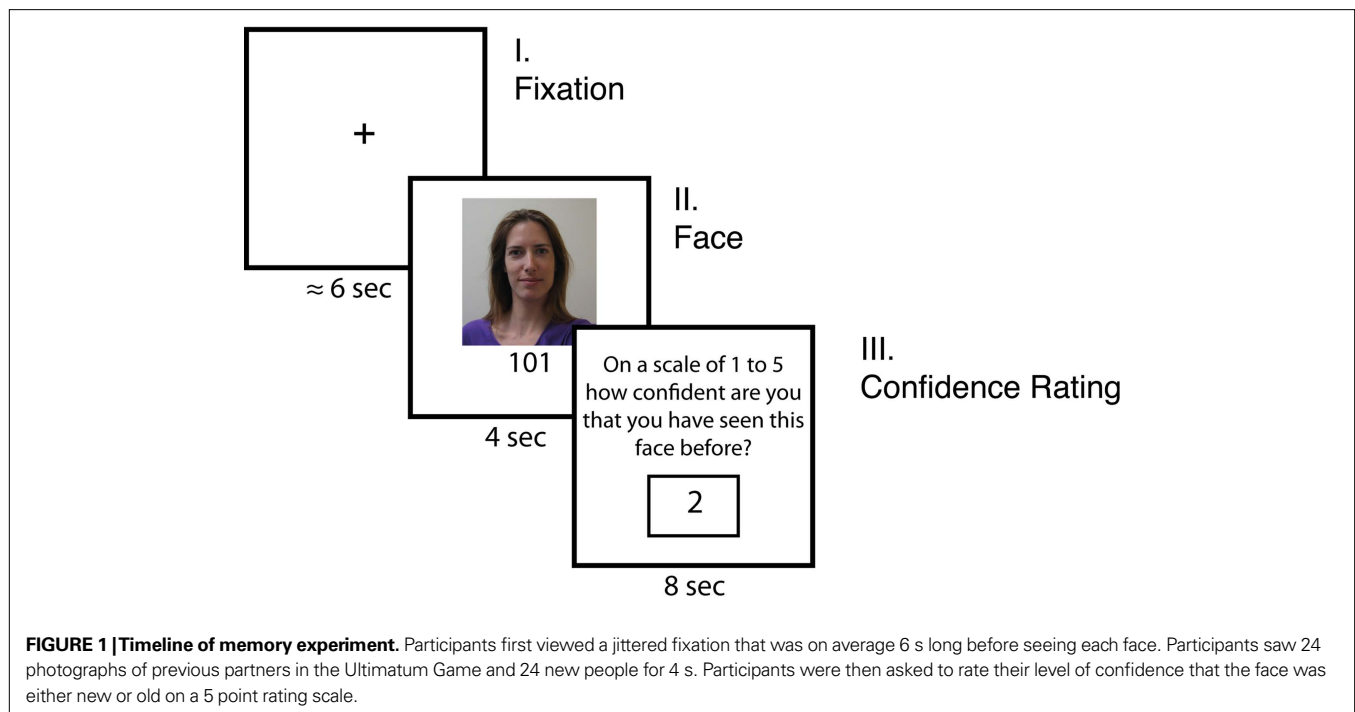 I.
Fixation
+
≈ 6 sec
II.
Face
101
4 sec
III.
Confidence Rating
On a scale of 1 to 5
how confident are you
that you have seen this
face before?
2
8 sec
FIGURE 1 | Timeline of memory experiment. Participants first viewed a jittered fixation that was on average 6 s long before seeing each face. Participants saw 24
photographs of previous partners in the Ultimatum Game and 24 new people for 4 s. Participants were then asked to rate their level of confidence that the face was
either new or old on a 5 point rating scale.